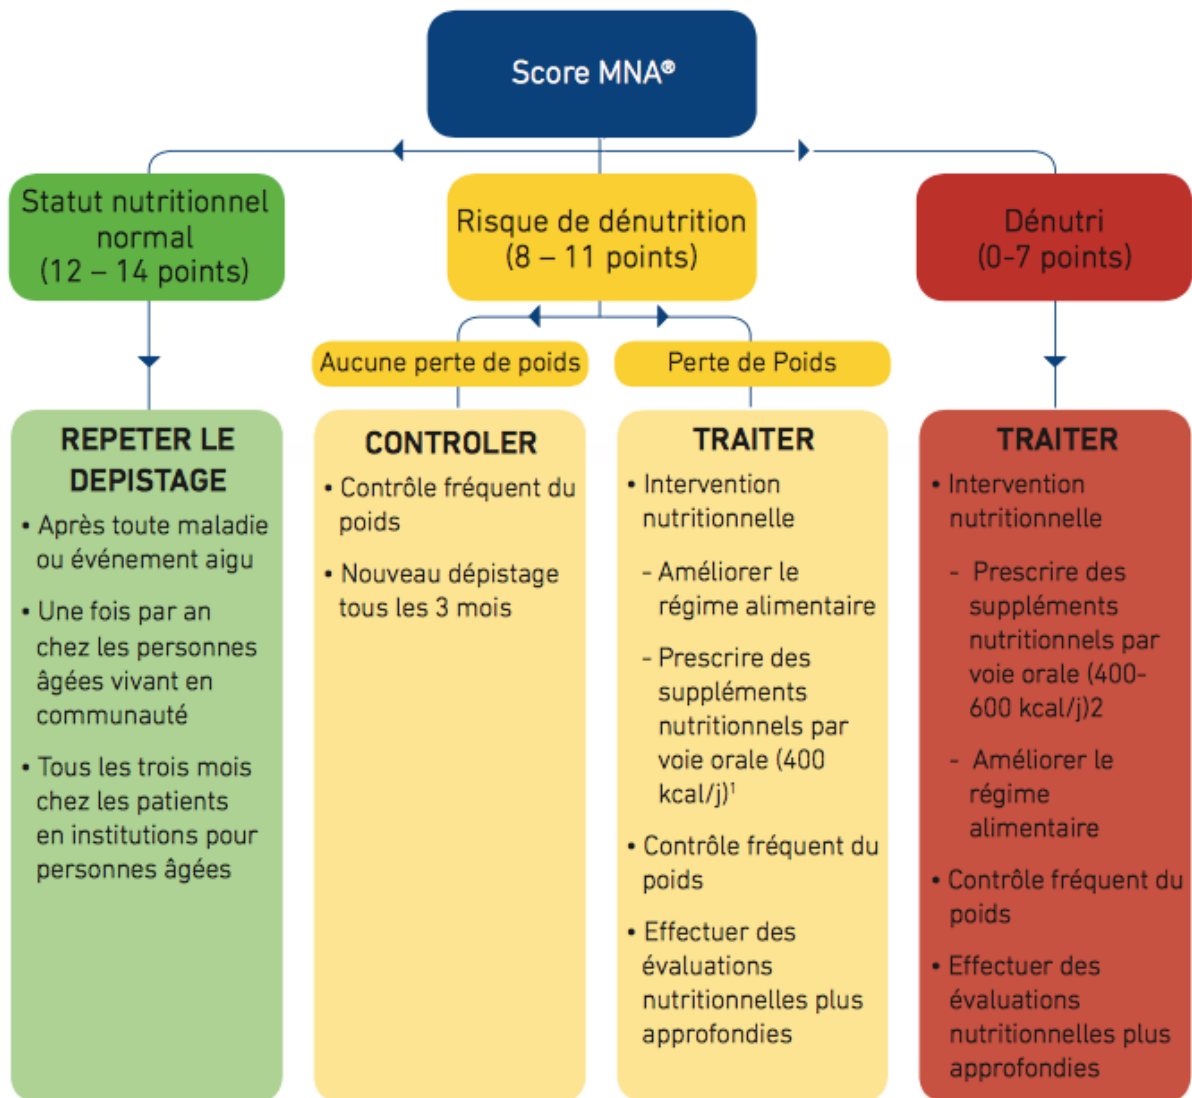 Score MNA®
Statut nutritionnel
normal
(12 – 14 points)
Risque de dénutrition
(8 – 11 points)
Dénutri
(0-7 points)
Aucune perte de poids
Perte de Poids
REPETER LE
DEPISTAGE
• Après toute maladie
ou événement aigu
• Une fois par an
chez les personnes
âgées vivant en
communauté
• Tous les trois mois
chez les patients
en institutions pour
personnes âgées
CONTROLER
• Contrôle fréquent du
poids
• Nouveau dépistage
tous les 3 mois
TRAITER
• Intervention
nutritionnelle
- Améliorer le
régime alimentaire
- Prescrire des
suppléments
nutritionnels par
voie orale (400
kcal/j)¹
• Contrôle fréquent du
poids
• Effectuer des
évaluations
nutritionnelles plus
approfondies
TRAITER
• Intervention
nutritionnelle
- Prescrire des
suppléments
nutritionnels par
voie orale (400-
600 kcal/j)2
- Améliorer le
régime
alimentaire
• Contrôle fréquent du
poids
• Effectuer des
évaluations
nutritionnelles plus
approfondies